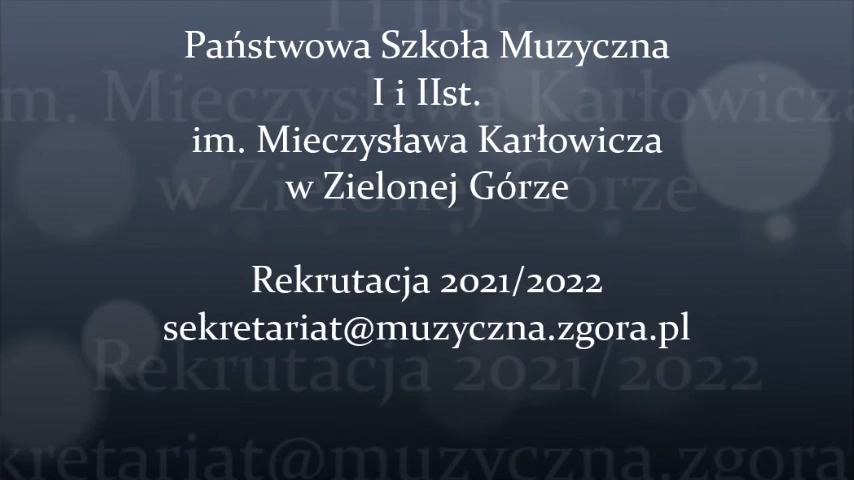 Państwowa Szkoła Muzyczna
I i IIst.
im. Mieczysława Karłowicza
w Zielonej Górze
Rekrutacja 2021/2022
sekretariat@muzyczna.zgora.pl